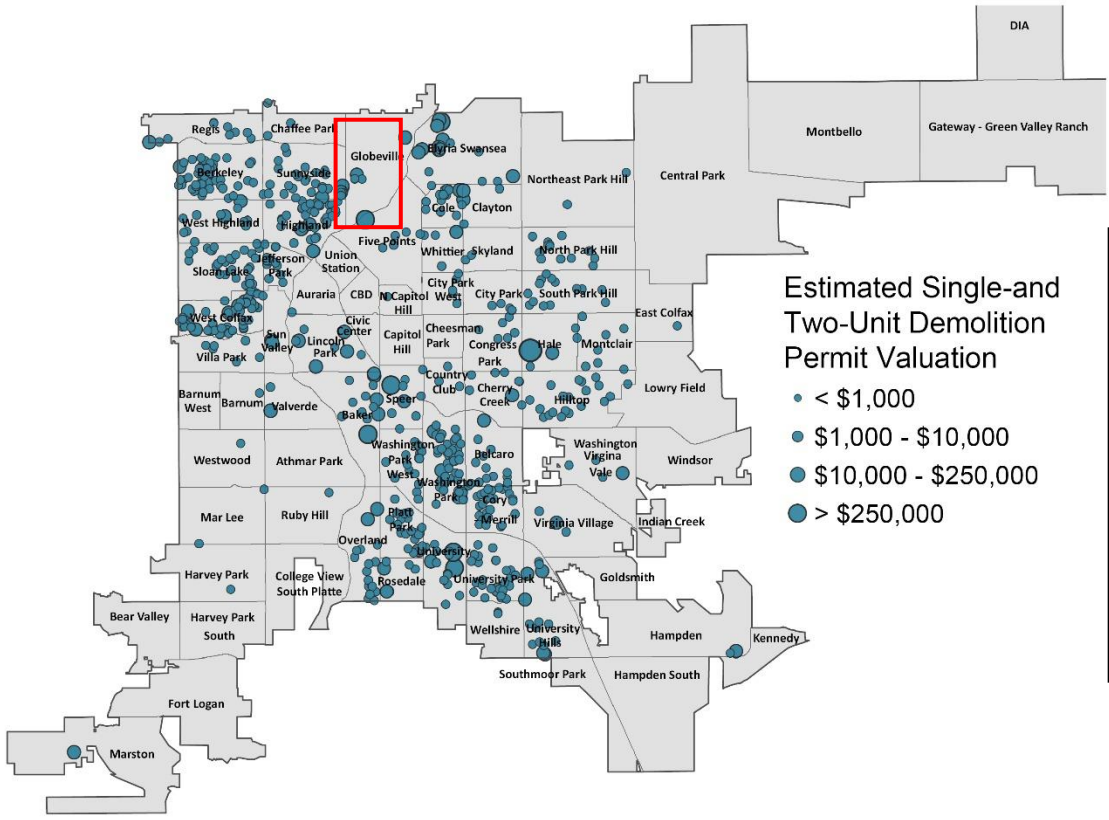 DIA
Regis
Chaffee Park
Globeville
Elyria Swansea
Montbello
Gateway - Green Valley Ranch
Berkeley
Sunnyside
Northeast Park Hill
Central Park
Cole
Clayton
West Highland
Highland
Five Points
Union
Station
Whittier
Skyland
North Park Hill
Sloan Lake
Jefferson
Park
Auraria
CBD
N Capitol
Hill
City Park
West
City Park
South Park Hill
East Colfax
West Colfax
Sun
Valley
Lincoln
Park
Civic
Center
Capitol
Hill
Cheesman
Park
Congress
Park
Hale
Montclair
Villa Park
Country
Club
Cherry
Creek
Hilltop
Lowry Field
Barnum
West
Barnum
Valverde
Baker
Speer
Westwood
Athmar Park
Washington
Park
West
Washington
Park
Belcaro
Washington
Virgina
Vale
Windsor
Cory
- Merrill
Mar Lee
Ruby Hill
Platt
Park
Overland
Virginia Village
Indian Creek
University
Harvey Park
College View
South Platte
Rosedale
University Park
Goldsmith
Bear Valley
Harvey Park
South
Wellshire
University
Hills
Hampden
Kennedy
Southmoor Park
Hampden South
Fort Logan
Marston
Estimated Single-and
Two-Unit Demolition
Permit Valuation
< $1,000
$1,000 - $10,000
$10,000 - $250,000
> $250,000